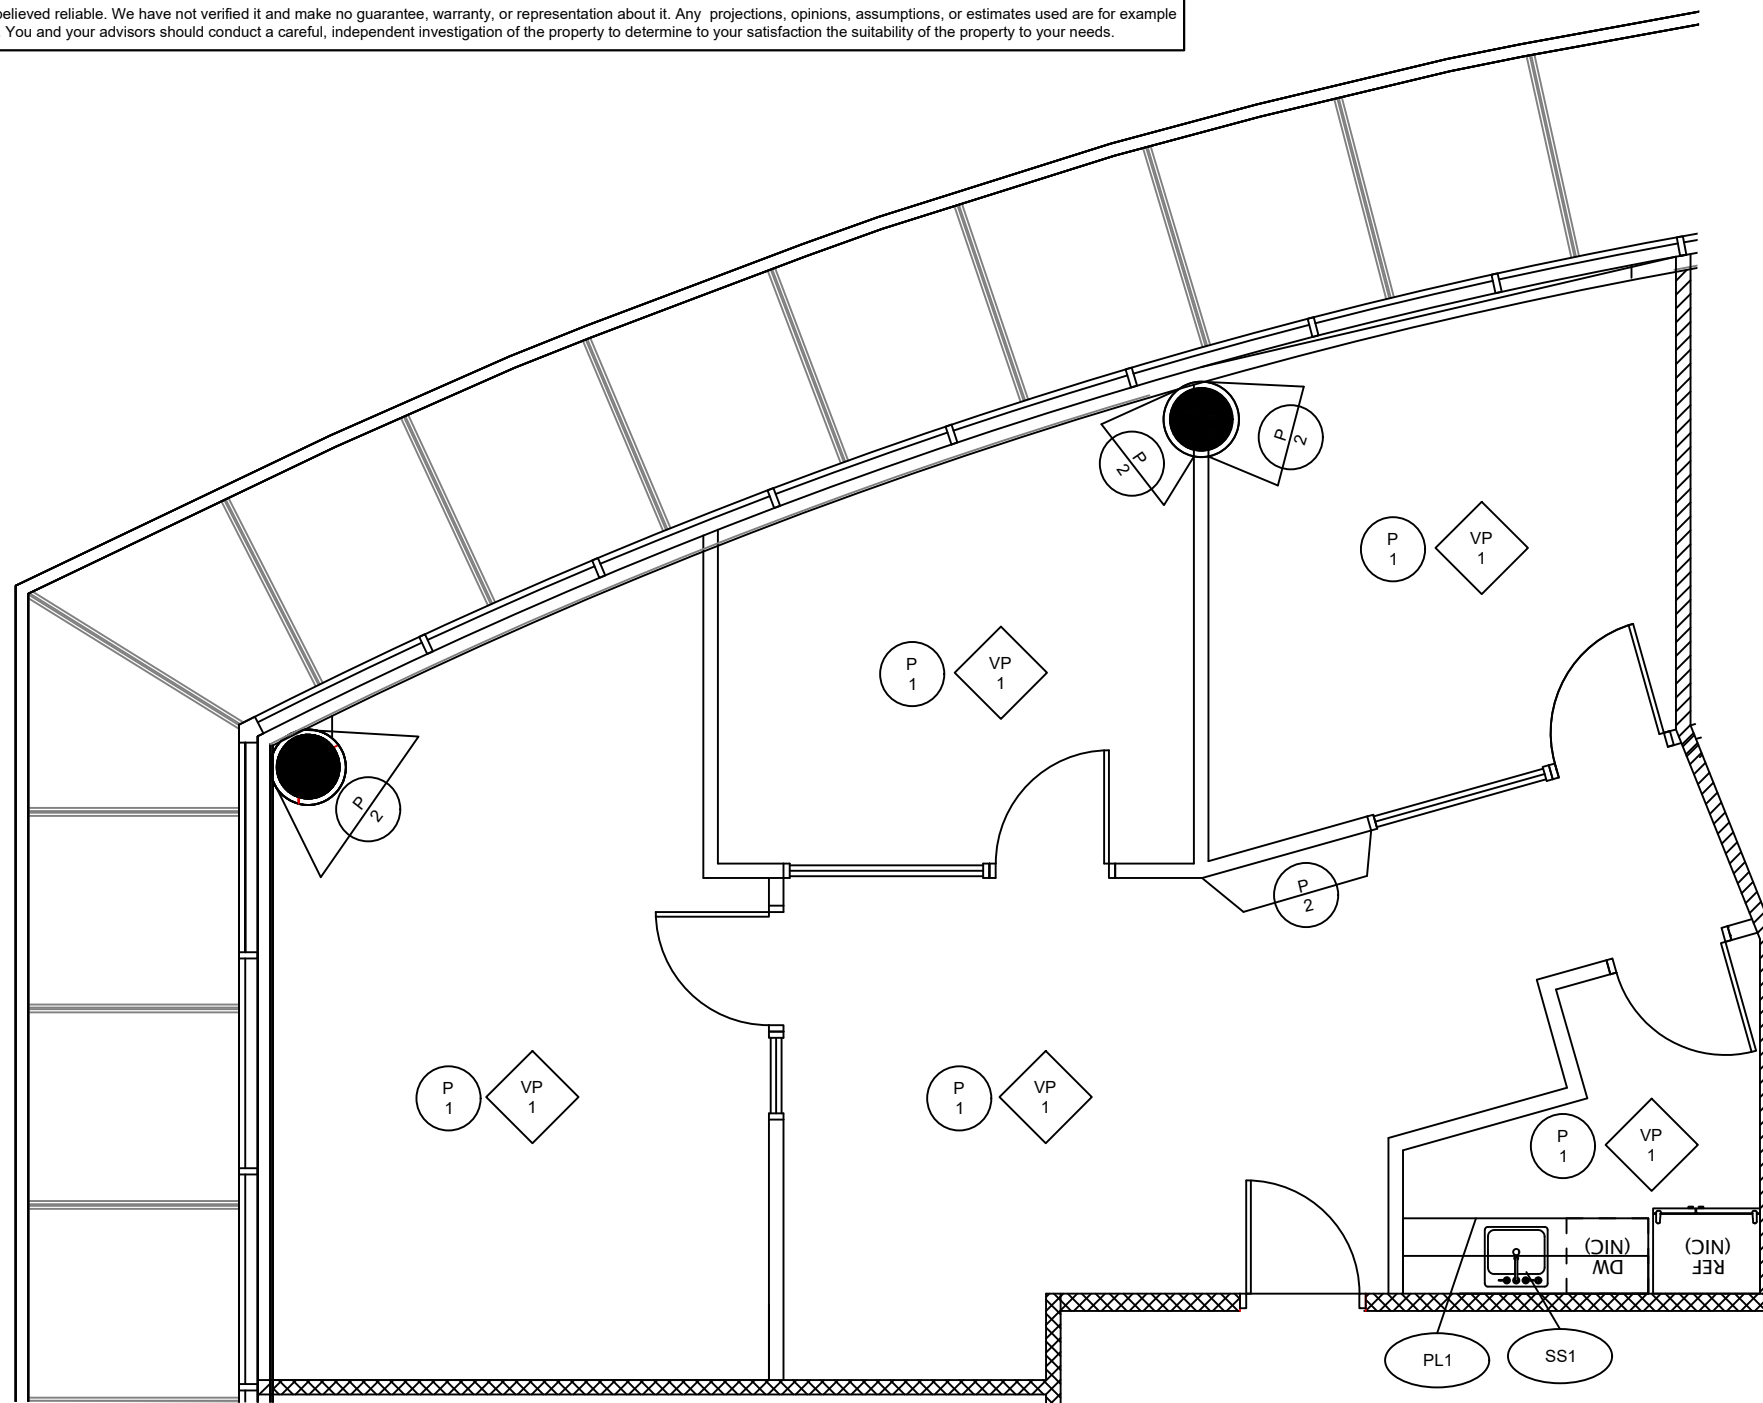 believed reliable. We have not verified it and make no guarantee, warranty, or representation about it. Any projections, opinions, assumptions, or estimates used are for example
. You and your advisors should conduct a careful, independent investigation of the property to determine to your satisfaction the suitability of the property to your needs.
P
2
P
2
P
1
VP
1
P
1
VP
1
P
2
P
2
P
1
VP
1
P
1
VP
1
P
1
VP
1
DW
(NIC)
REF
(NIC)
PL1
SS1